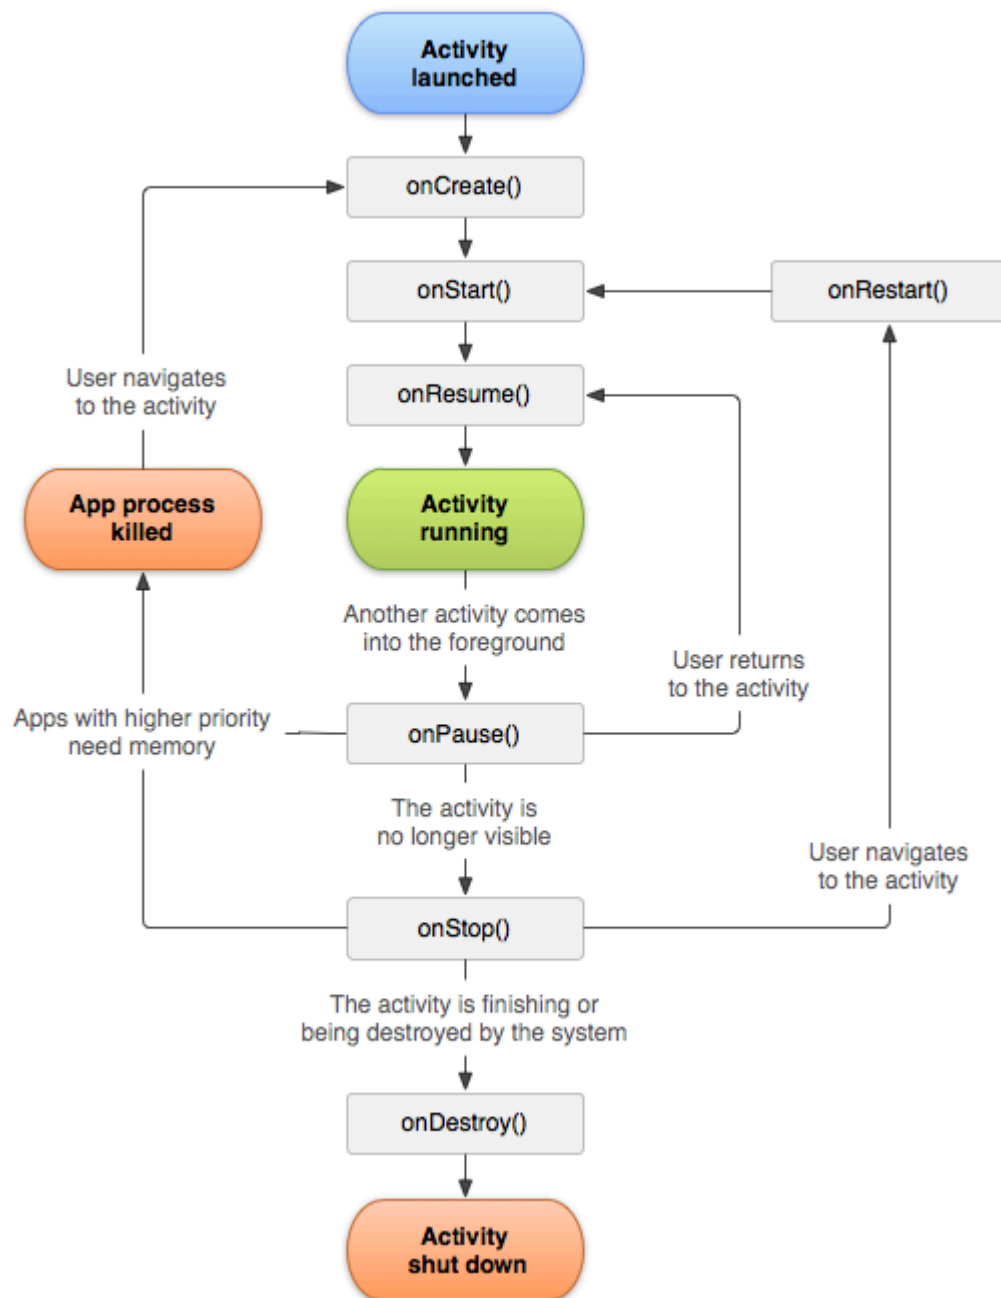 Activity
launched
onCreate()
onStart()
onRestart()
User navigates
to the activity
onResume()
App process
killed
Activity
running
Another activity comes
into the foreground
User returns
to the activity
Apps with higher priority
need memory
onPause()
The activity is
no longer visible
User navigates
to the activity
onStop()
The activity is finishing or
being destroyed by the system
onDestroy()
Activity
shut down